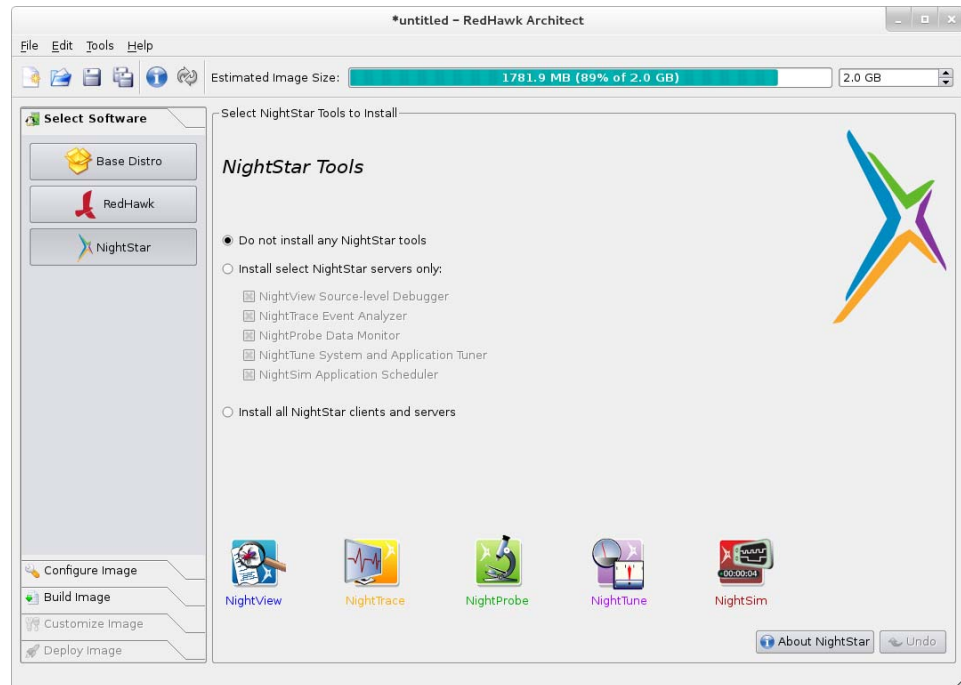 *untitled – RedHawk Architect
File Edit Tools Help
Estimated Image Size: 1781.9 MB (89% of 2.0 GB) 2.0 GB
Select Software
Base Distro
RedHawk
NightStar
Configure Image
Build Image
Customize Image
Deploy Image
Select NightStar Tools to Install
NightStar Tools
Do not install any NightStar tools
Install select NightStar servers only:
NightView Source-level Debugger
NightTrace Event Analyzer
NightProbe Data Monitor
NightTune System and Application Tuner
NightSim Application Scheduler
Install all NightStar clients and servers
00:00:04
NightView NightTrace NightProbe NightTune NightSim
About NightStar Undo